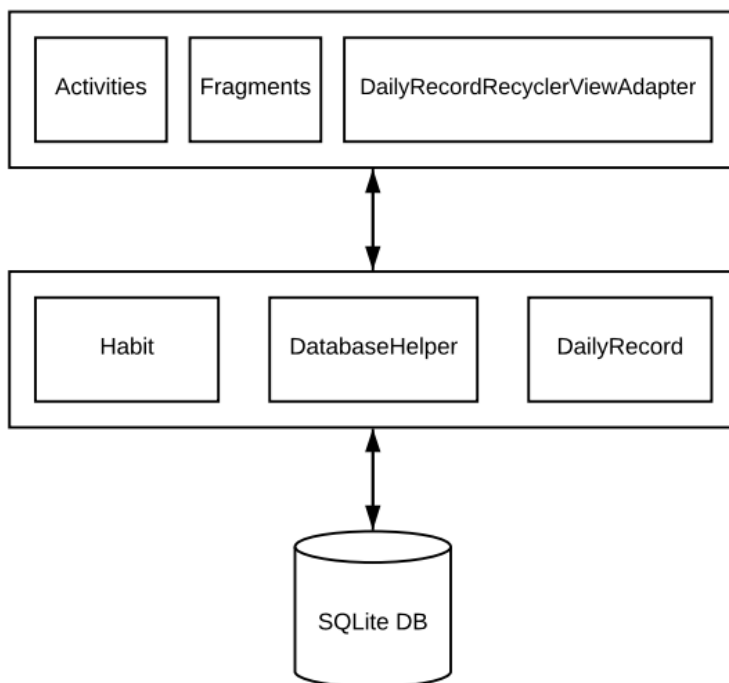 Activities
Fragments
DailyRecordRecyclerViewAdapter
Habit
DatabaseHelper
DailyRecord
SQLite DB